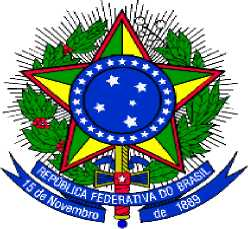 REPÚBLICA FEDERATIVA DO BRASIL
15 de Novembro de 1889